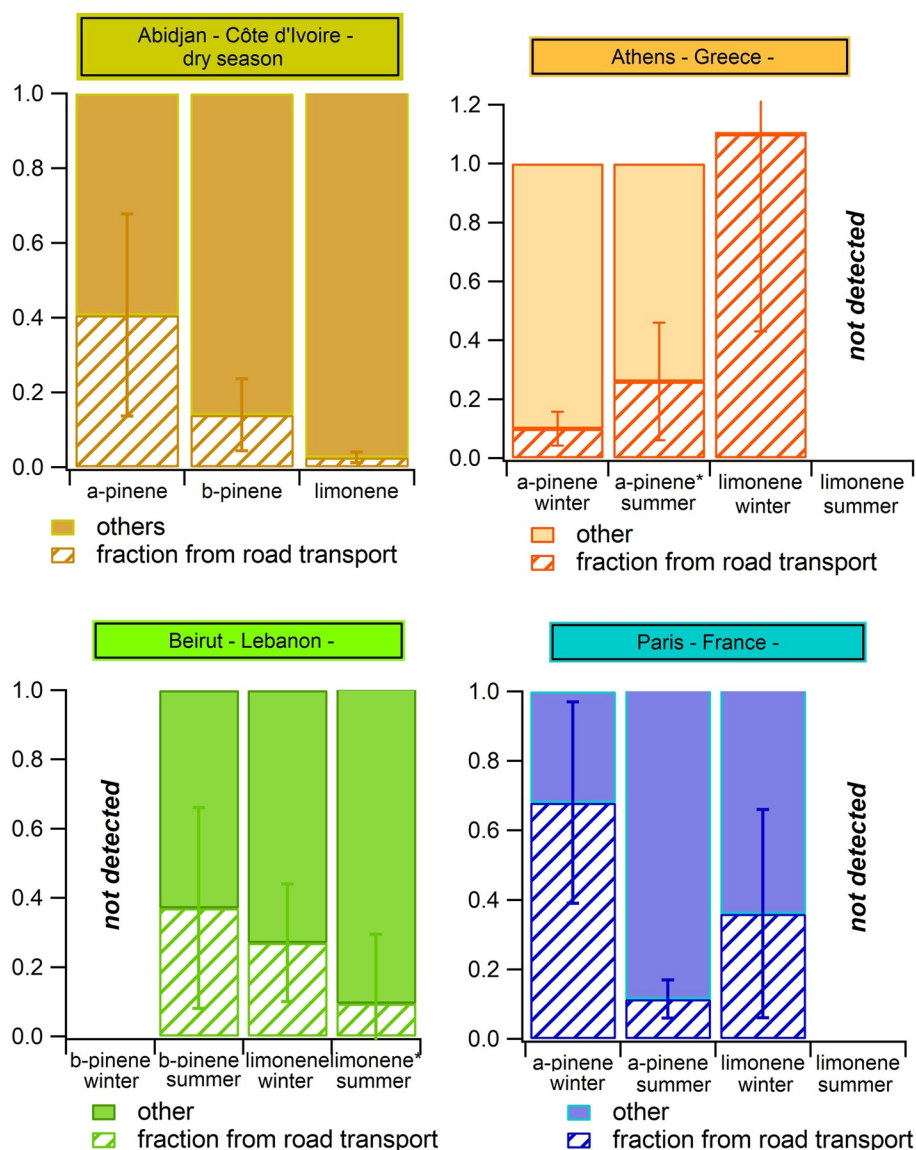 Abidjan - Côte d'Ivoire -
dry season
1.0
0.8
0.6
0.4
0.2
0.0
a-pinene b-pinene limonene
others
fraction from road transport
Athens - Greece -
1.2
1.0
0.8
0.6
0.4
0.2
0.0
not detected
a-pinene a-pinene* limonene limonene
winter summer winter summer
other
fraction from road transport
Beirut - Lebanon -
1.0
0.8
0.6
0.4
0.2
0.0
not detected
b-pinene b-pinene limonene limonene*
winter summer winter summer
other
fraction from road transport
Paris - France -
1.0
0.8
0.6
0.4
0.2
0.0
not detected
a-pinene a-pinene limonene limonene
winter summer winter summer
other
fraction from road transport